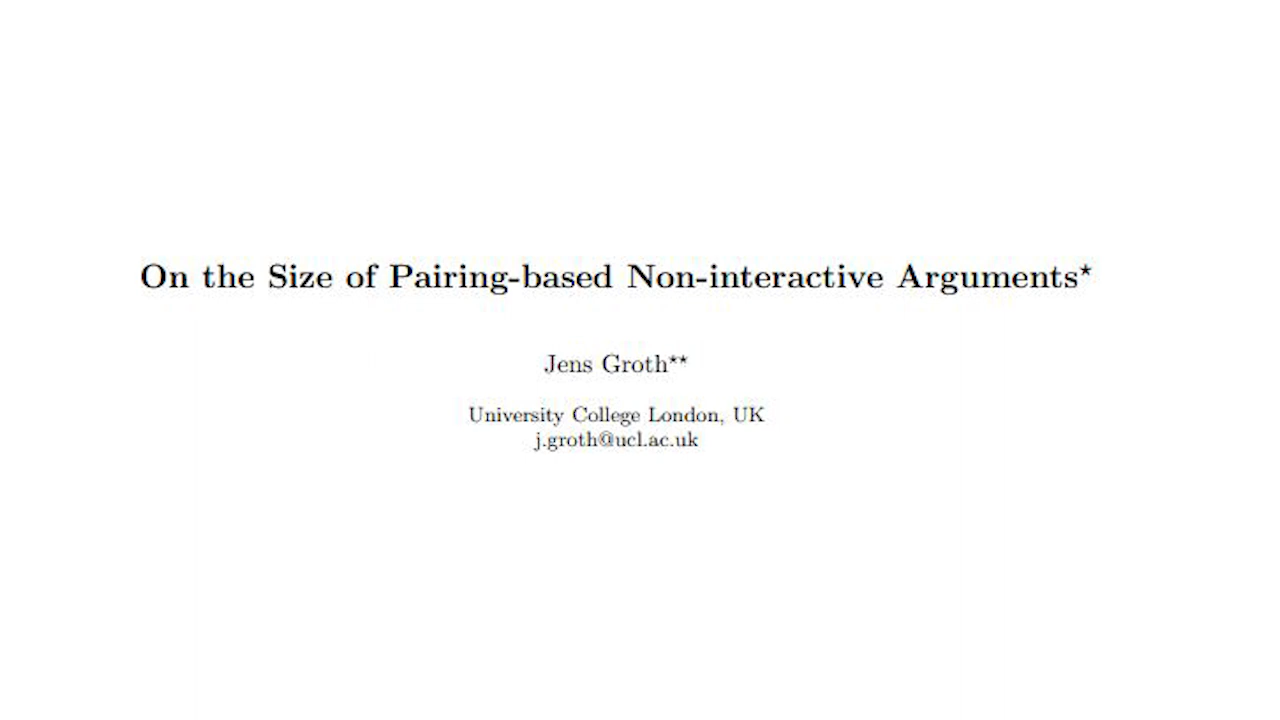 On the Size of Pairing-based Non-interactive Arguments⋆
Jens Groth⋆⋆
University College London, UK
j.groth@ucl.ac.uk